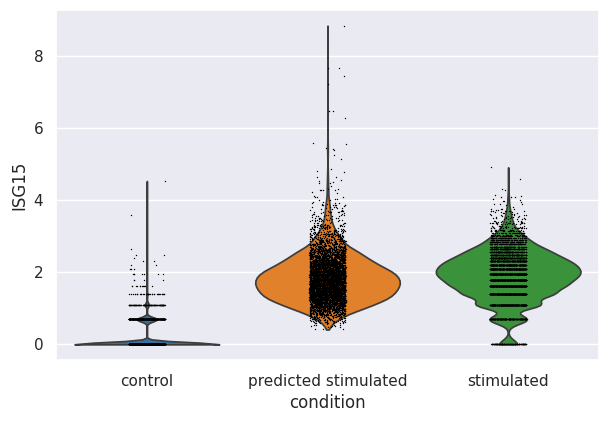 ISG15
8
6
4
2
0
control
predicted stimulated
stimulated
condition